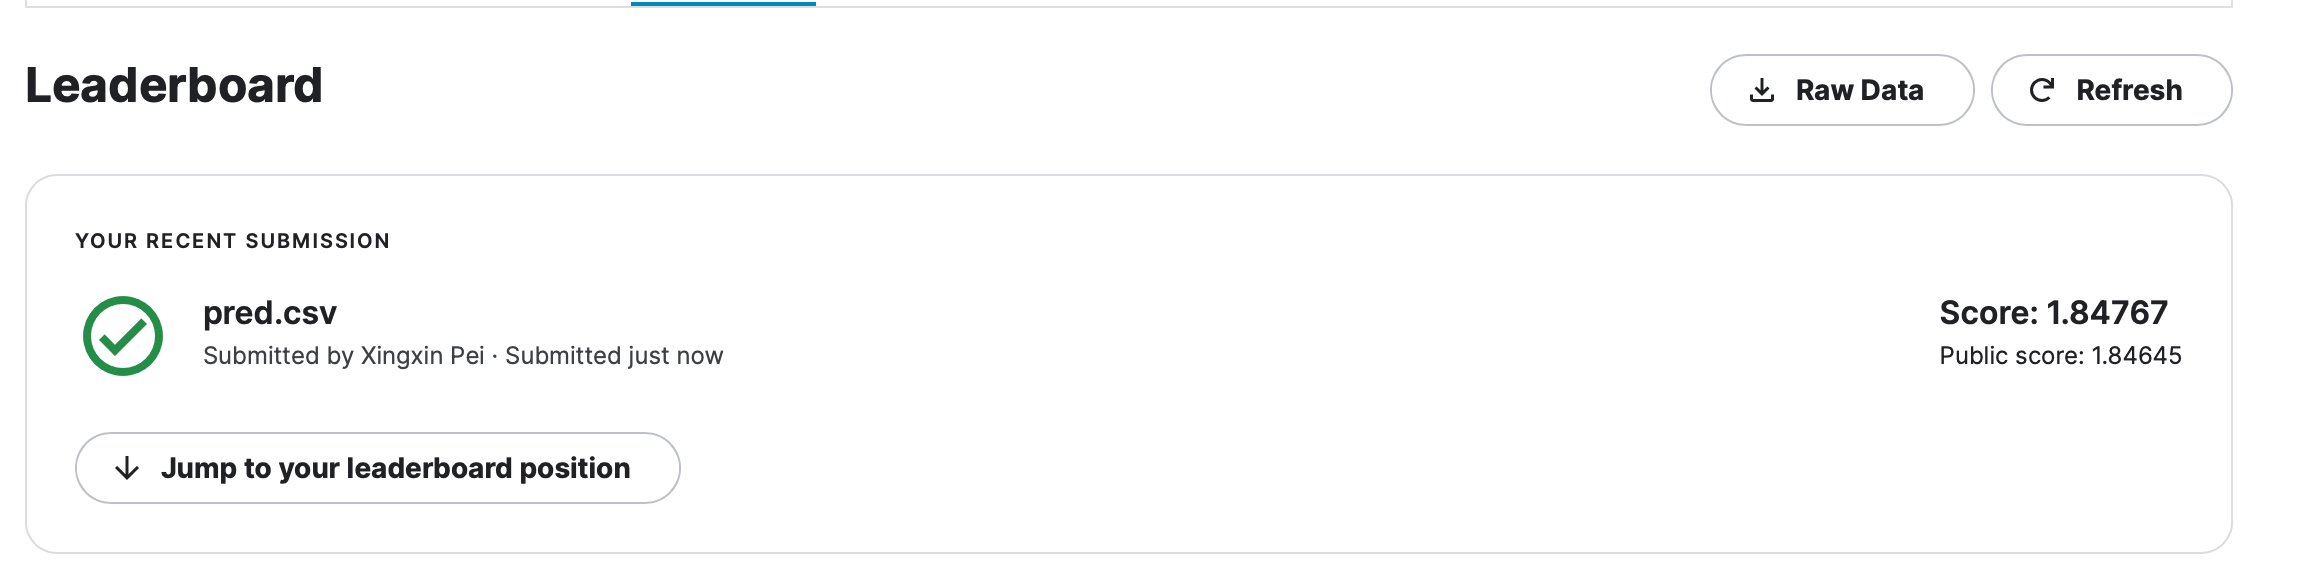 Leaderboard
Raw Data
Refresh
YOUR RECENT SUBMISSION
pred.csv
Submitted by Xingxin Pei · Submitted just now
Score: 1.84767
Public score: 1.84645
Jump to your leaderboard position